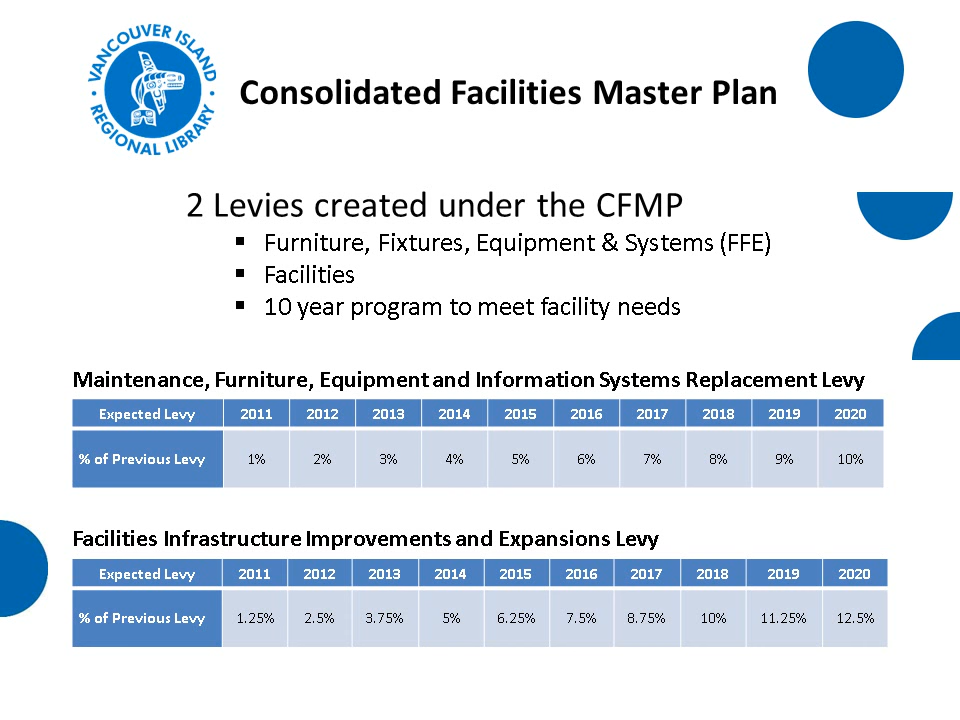 VANCOUVER ISLAND
REGIONAL LIBRARY
Consolidated Facilities Master Plan
2 Levies created under the CFMP
▪ Furniture, Fixtures, Equipment & Systems (FFE)
▪ Facilities
▪ 10 year program to meet facility needs
Maintenance, Furniture, Equipment and Information Systems Replacement Levy
Expected Levy 2011 2012 2013 2014 2015 2016 2017 2018 2019 2020
% of Previous Levy 1% 2% 3% 4% 5% 6% 7% 8% 9% 10%
Facilities Infrastructure Improvements and Expansions Levy
Expected Levy 2011 2012 2013 2014 2015 2016 2017 2018 2019 2020
% of Previous Levy 1.25% 2.5% 3.75% 5% 6.25% 7.5% 8.75% 10% 11.25% 12.5%